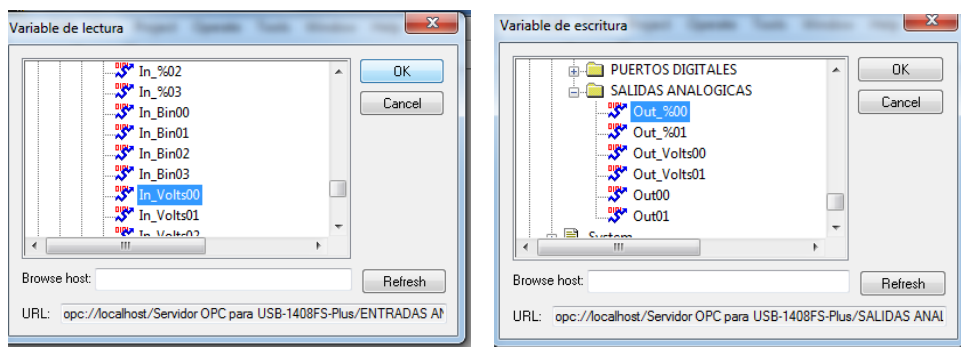 Variable de lectura
In_%02
In_%03
In_Bin00
In_Bin01
In_Bin02
In_Bin03
In_Volts00
In_Volts01
In_Volts02
OK
Cancel
Browse host:
Refresh
URL: opc://localhost/Servidor OPC para USB-1408FS-Plus/ENTRADAS AN
Variable de escritura
PUERTOS DIGITALES
SALIDAS ANALOGICAS
Out_%00
Out_%01
Out_Volts00
Out_Volts01
Out00
Out01
System
OK
Cancel
Browse host:
Refresh
URL: opc://localhost/Servidor OPC para USB-1408FS-Plus/SALIDAS ANAL